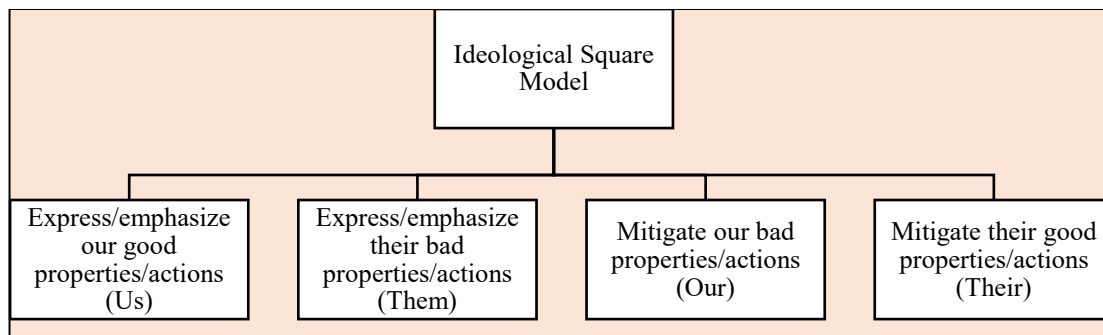 Ideological Square
Model
Express/emphasize
our good
properties/actions
(Us)
Express/emphasize
their bad
properties/actions
(Them)
Mitigate our bad
properties/actions
(Our)
Mitigate their good
properties/actions
(Their)